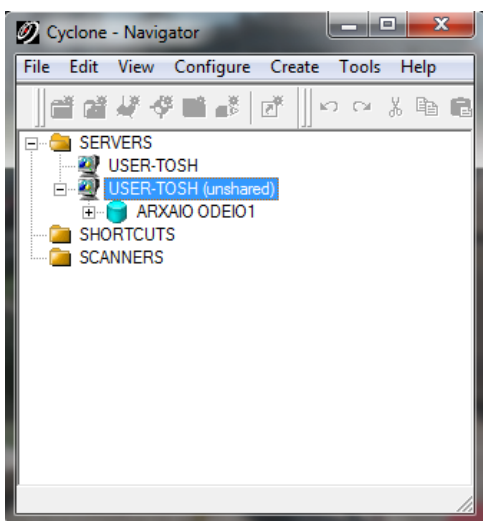 Cyclone - Navigator
File Edit View Configure Create Tools Help
SERVERS
USER-TOSH
USER-TOSH (unshared)
ARXAIO ODEIO1
SHORTCUTS
SCANNERS